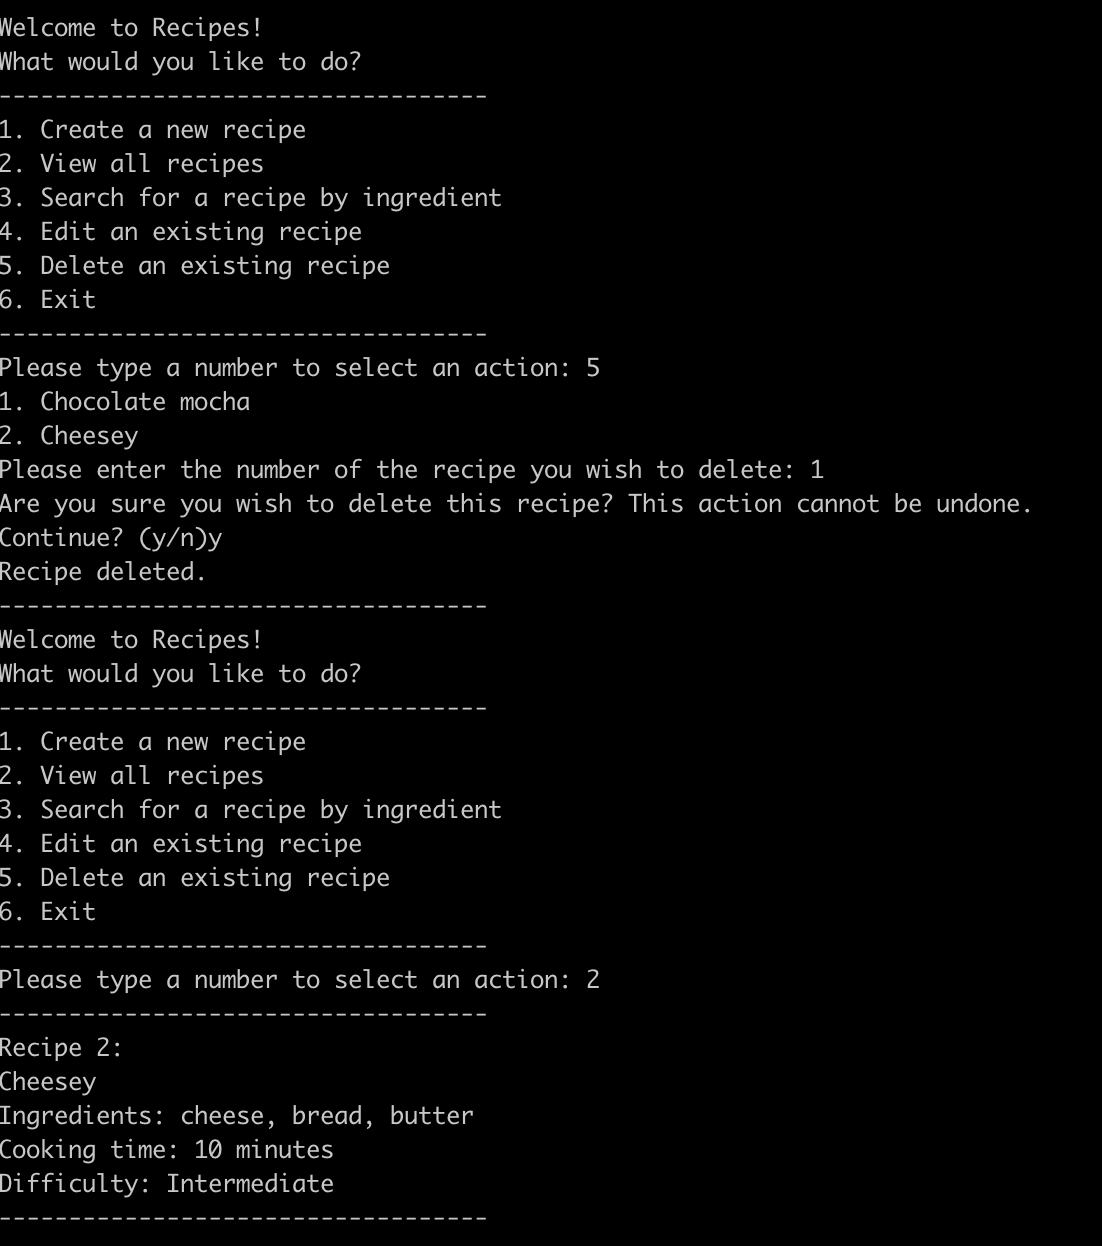 Welcome to Recipes!
What would you like to do?
-----------------------------------
1. Create a new recipe
2. View all recipes
3. Search for a recipe by ingredient
4. Edit an existing recipe
5. Delete an existing recipe
6. Exit
-----------------------------------
Please type a number to select an action: 5
1. Chocolate mocha
2. Cheesey
Please enter the number of the recipe you wish to delete: 1
Are you sure you wish to delete this recipe? This action cannot be undone.
Continue? (y/n)y
Recipe deleted.
-----------------------------------
Welcome to Recipes!
What would you like to do?
-----------------------------------
1. Create a new recipe
2. View all recipes
3. Search for a recipe by ingredient
4. Edit an existing recipe
5. Delete an existing recipe
6. Exit
-----------------------------------
Please type a number to select an action: 2
-----------------------------------
Recipe 2:
Cheesey
Ingredients: cheese, bread, butter
Cooking time: 10 minutes
Difficulty: Intermediate
-----------------------------------